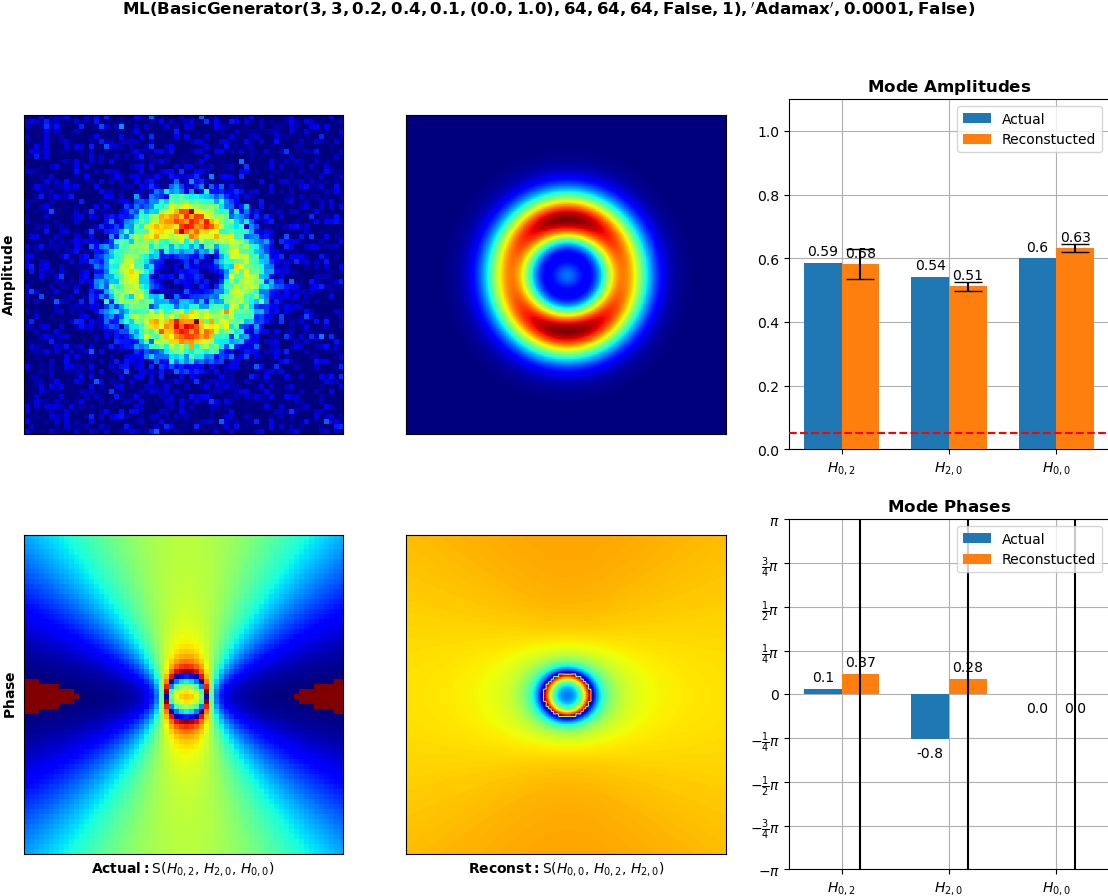 ML(BasicGenerator(3, 3, 0.2, 0.4, 0.1, (0.0, 1.0), 64, 64, 64, False, 1), 'Adamax', 0.0001, False)
Amplitude
Mode Amplitudes
Actual
Reconstucted
1.0
0.8
0.6
0.4
0.2
0.0
0.59
0.58
0.54
0.51
0.6
0.63
H0,2
H2,0
H0,0
Phase
Actual: S(H0,2, H2,0, H0,0)
Reconst: S(H0,0, H0,2, H2,0)
Mode Phases
Actual
Reconstucted
π
3/4π
1/2π
1/4π
0
−1/4π
−1/2π
−3/4π
−π
0.1
0.37
-0.8
0.28
0.0
0.0
H0,2
H2,0
H0,0